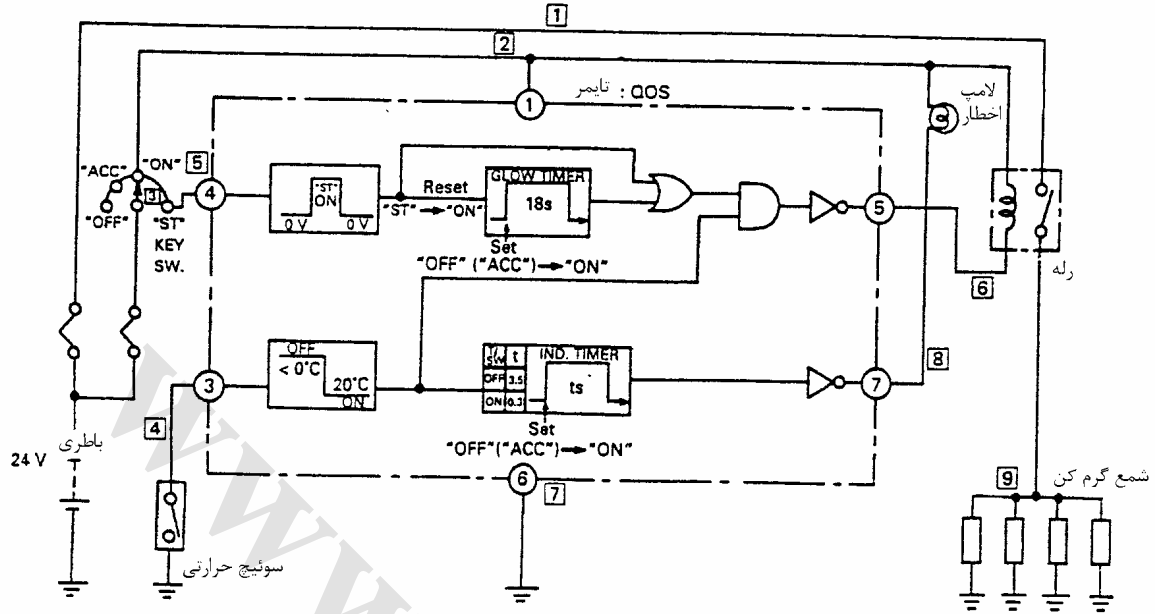 1
2
تایمر : QOS
1
لامپ
اخطار
"ACC"
"ON"
5
3
"OFF"
"ST"
KEY
SW.
4
"ST"
ON
0 V 0 V
Reset
"ST" → "ON"
GLOW TIMER
18s
Set
"OFF" ("ACC") → "ON"
5
6
رله
3
OFF
< 0°C
20°C
ON
T/SW t
OFF 3.5
ON 0.3
IND. TIMER
ts
Set
"OFF" ("ACC") → "ON"
7
8
4
باطری
24 V
6
7
سوئیچ حرارتی
9
شمع گرم کن
WWW